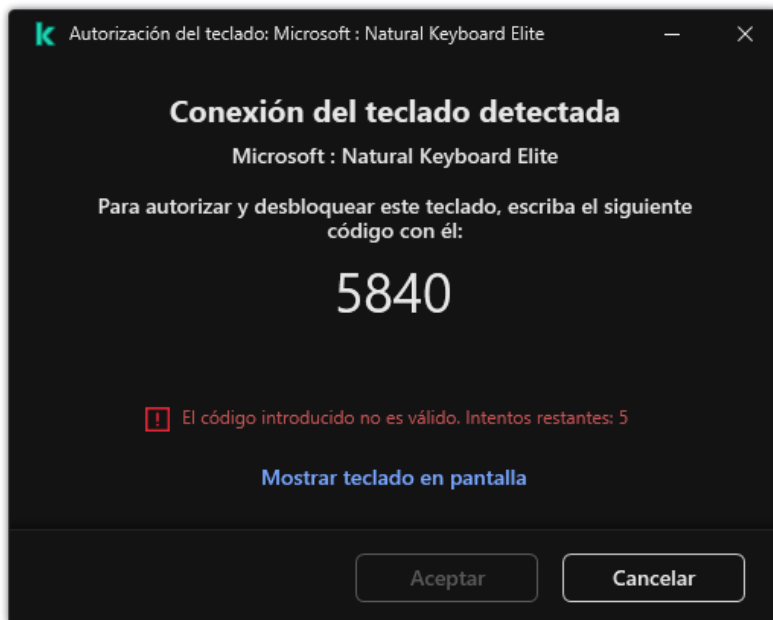 Autorización del teclado: Microsoft : Natural Keyboard Elite
Conexión del teclado detectada
Microsoft : Natural Keyboard Elite
Para autorizar y desbloquear este teclado, escriba el siguiente
código con él:
5840
El código introducido no es válido. Intentos restantes: 5
Mostrar teclado en pantalla
Aceptar
Cancelar